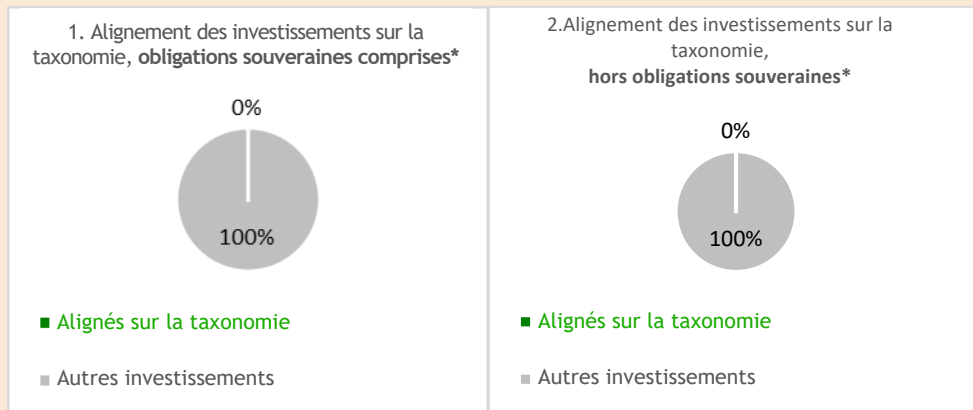 1. Alignement des investissements sur la
taxonomie, obligations souveraines comprises*
0%
100%
Alignés sur la taxonomie
Autres investissements
2.Alignement des investissements sur la
taxonomie,
hors obligations souveraines*
0%
100%
Alignés sur la taxonomie
Autres investissements